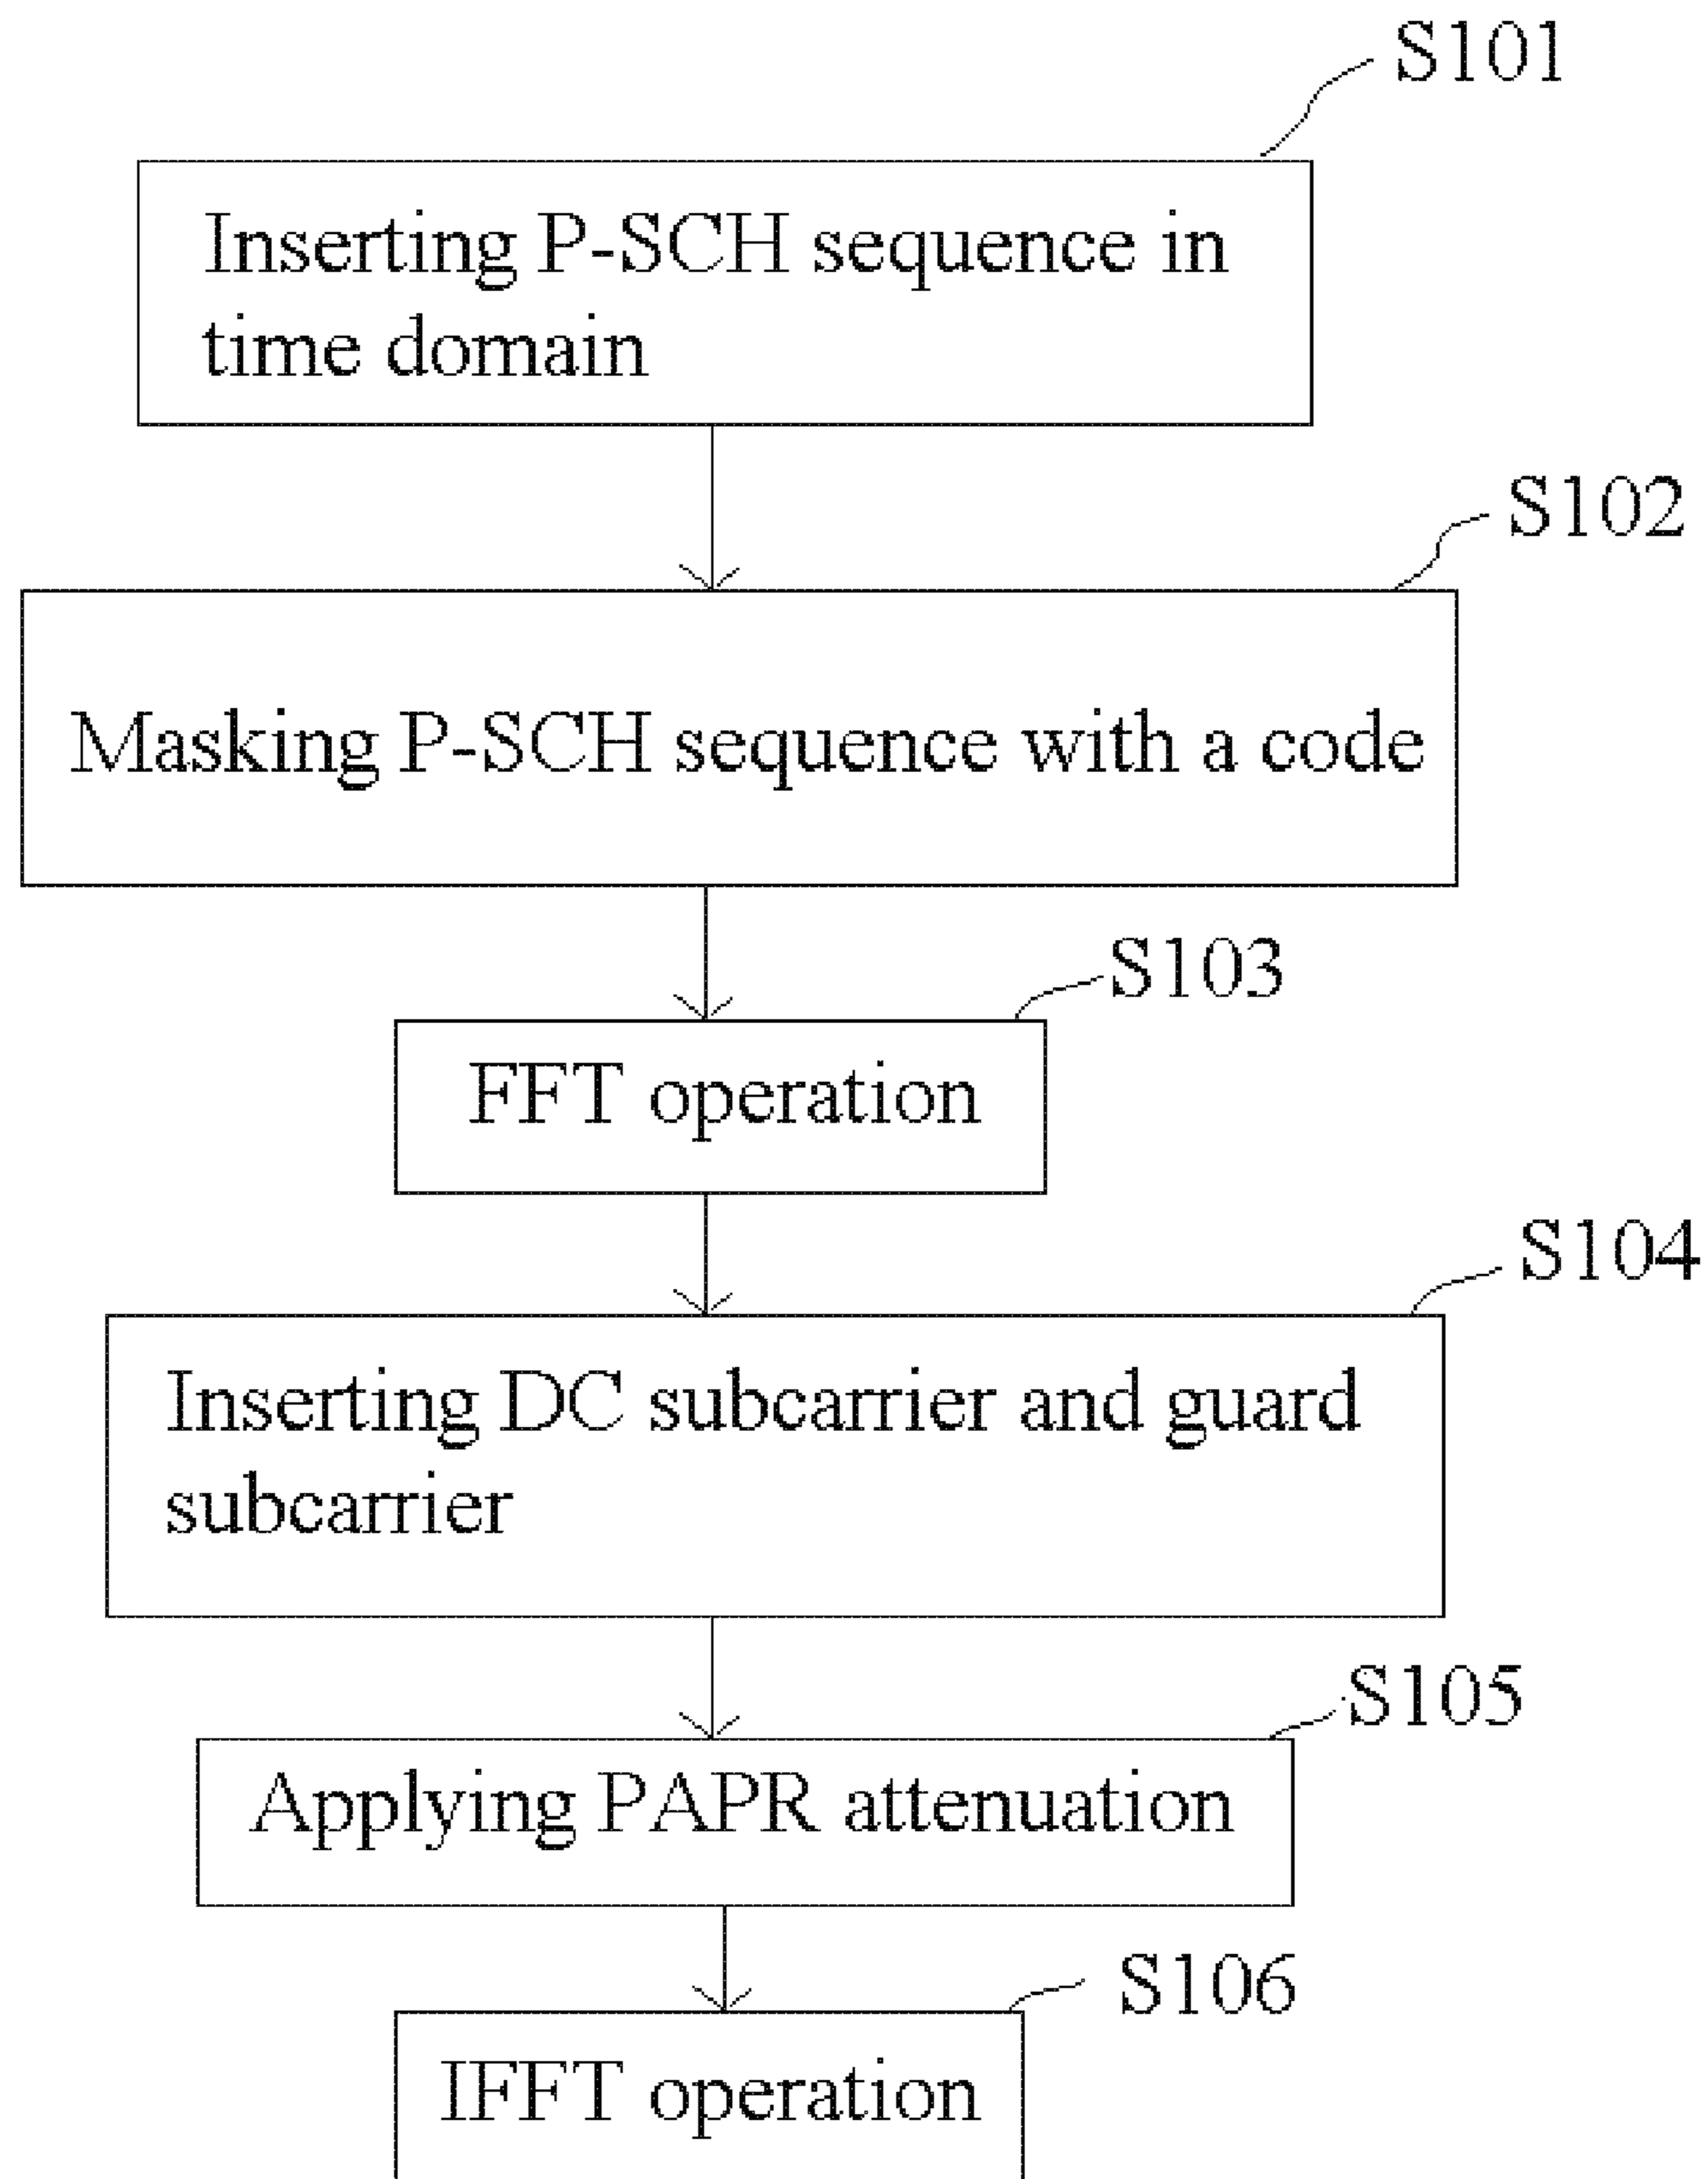 S101
Inserting P-SCH sequence in
time domain
S102
Masking P-SCH sequence with a code
S103
FFT operation
S104
Inserting DC subcarrier and guard
subcarrier
S105
Applying PAPR attenuation
S106
IFFT operation